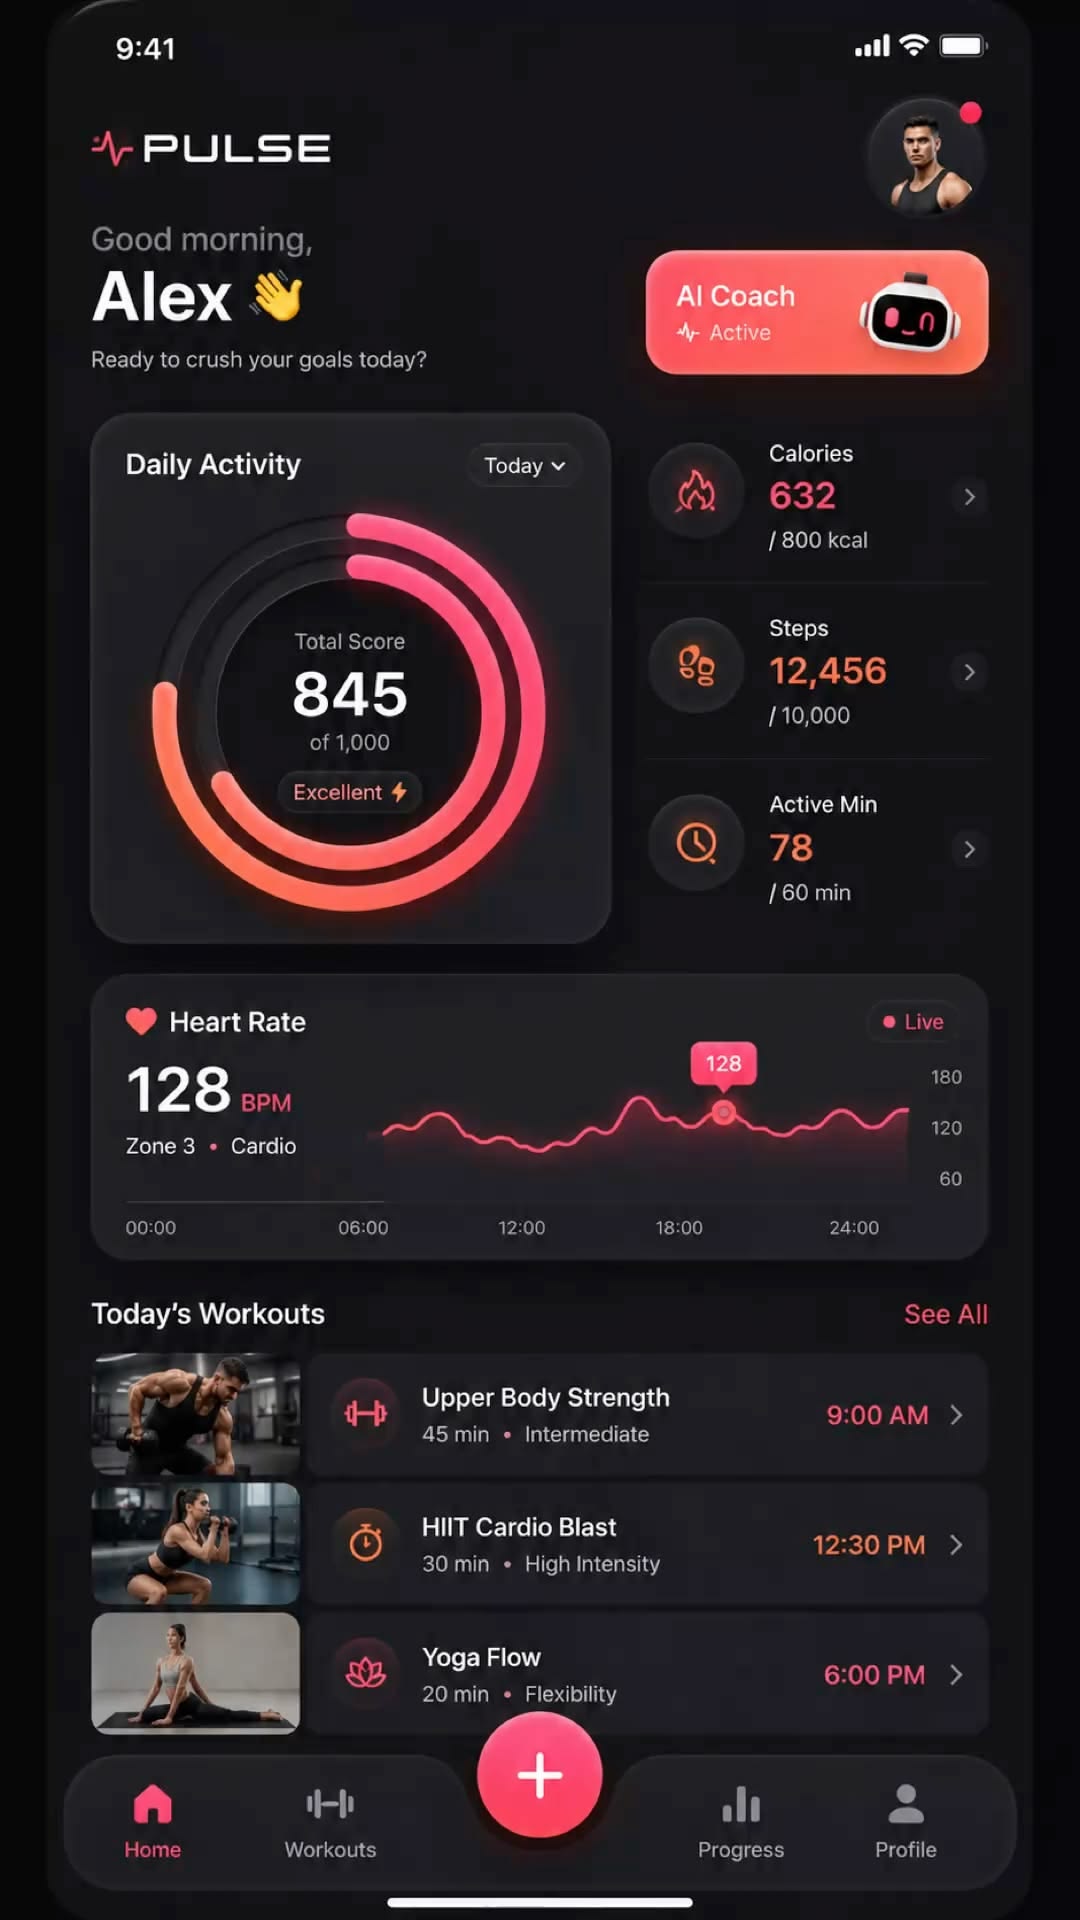 9:41
PULSE
Good morning,
Alex 👋
Ready to crush your goals today?
AI Coach
Active
Daily Activity
Today
Total Score
845
of 1,000
Excellent
Calories
632
/ 800 kcal
Steps
12,456
/ 10,000
Active Min
78
/ 60 min
Heart Rate
Live
128 BPM
Zone 3 • Cardio
128
180
120
60
00:00 06:00 12:00 18:00 24:00
Today's Workouts
See All
Upper Body Strength
45 min • Intermediate
9:00 AM
HIIT Cardio Blast
30 min • High Intensity
12:30 PM
Yoga Flow
20 min • Flexibility
6:00 PM
Home
Workouts
Progress
Profile